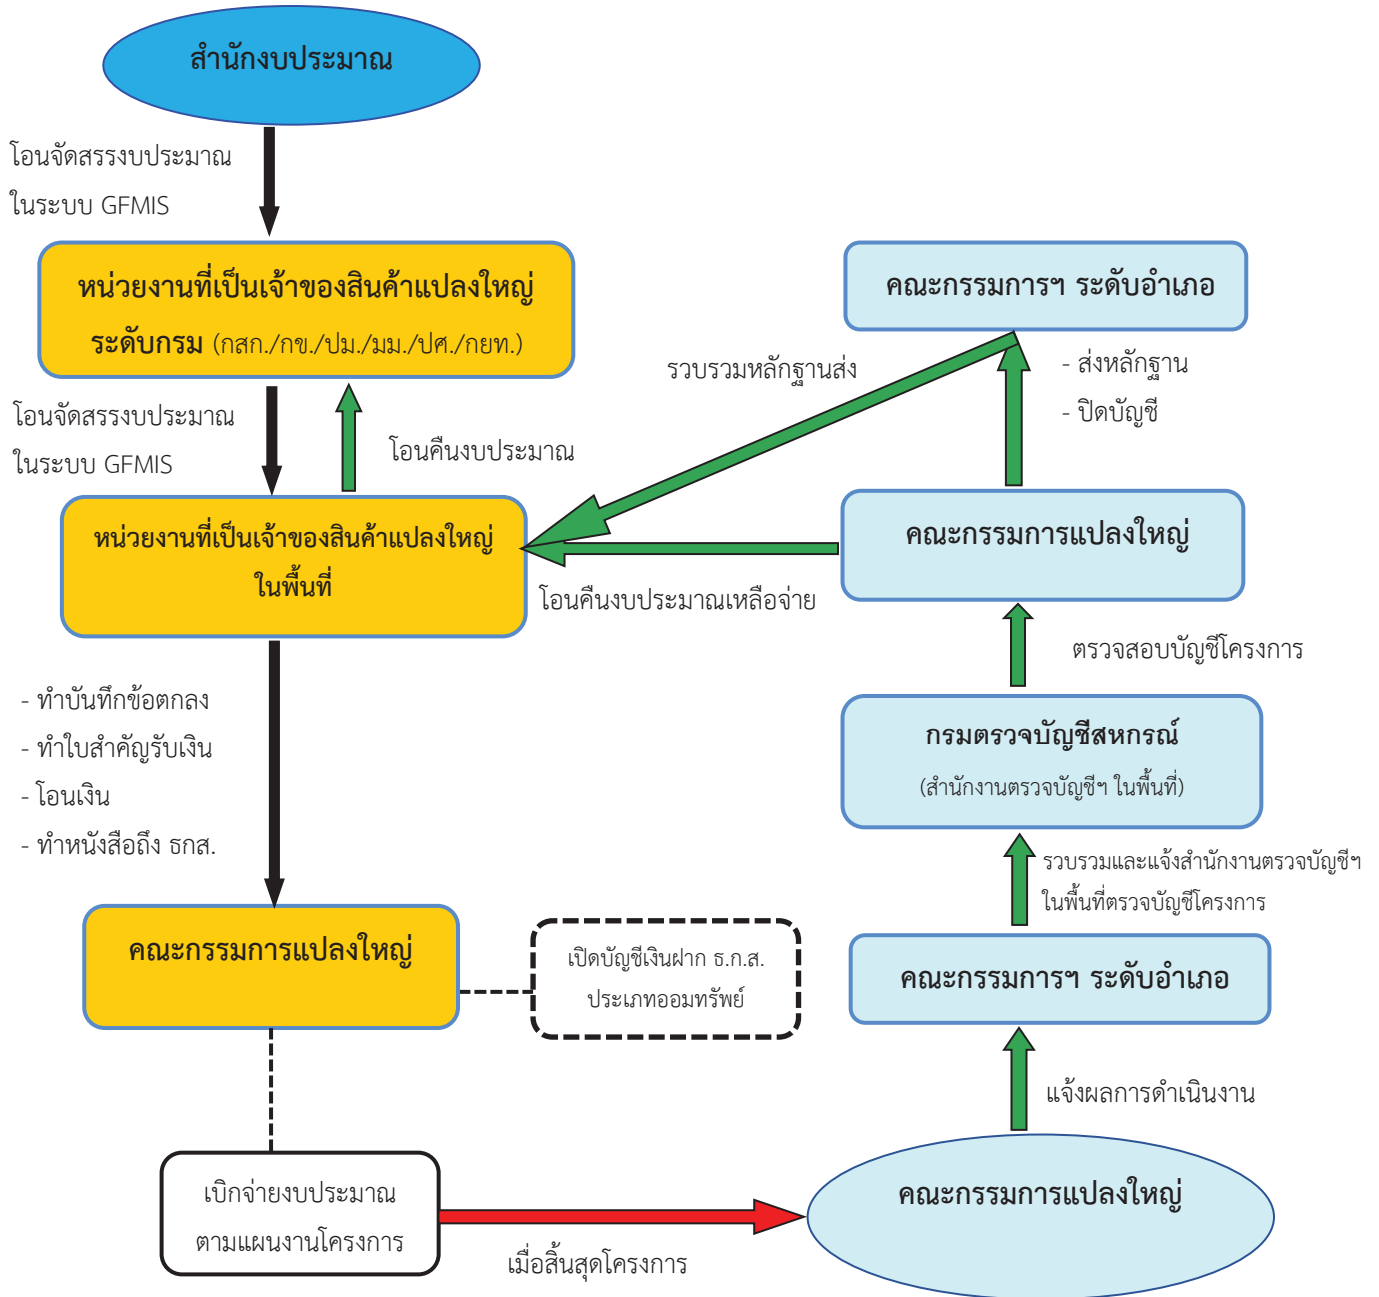 สำนักงบประมาณ
โอนจัดสรรงบประมาณ
ในระบบ GFMIS
หน่วยงานที่เป็นเจ้าของสินค้าแปลงใหญ่
ระดับกรม (กสก./กข./ปม./มม./ปศ./กยท.)
โอนจัดสรรงบประมาณ
ในระบบ GFMIS
โอนคืนงบประมาณ
หน่วยงานที่เป็นเจ้าของสินค้าแปลงใหญ่
ในพื้นที่
- ทำบันทึกข้อตกลง
- ทำใบสำคัญรับเงิน
- โอนเงิน
- ทำหนังสือถึง ธกส.
คณะกรรมการแปลงใหญ่
เปิดบัญชีเงินฝาก ธ.ก.ส.
ประเภทออมทรัพย์
เบิกจ่ายงบประมาณ
ตามแผนงานโครงการ
เมื่อสิ้นสุดโครงการ
คณะกรรมการแปลงใหญ่
แจ้งผลการดำเนินงาน
คณะกรรมการฯ ระดับอำเภอ
รวบรวมและแจ้งสำนักงานตรวจบัญชีฯ
ในพื้นที่ตรวจบัญชีโครงการ
กรมตรวจบัญชีสหกรณ์
(สำนักงานตรวจบัญชีฯ ในพื้นที่)
ตรวจสอบบัญชีโครงการ
คณะกรรมการแปลงใหญ่
โอนคืนงบประมาณเหลือจ่าย
- ส่งหลักฐาน
- ปิดบัญชี
คณะกรรมการฯ ระดับอำเภอ
รวบรวมหลักฐานส่ง